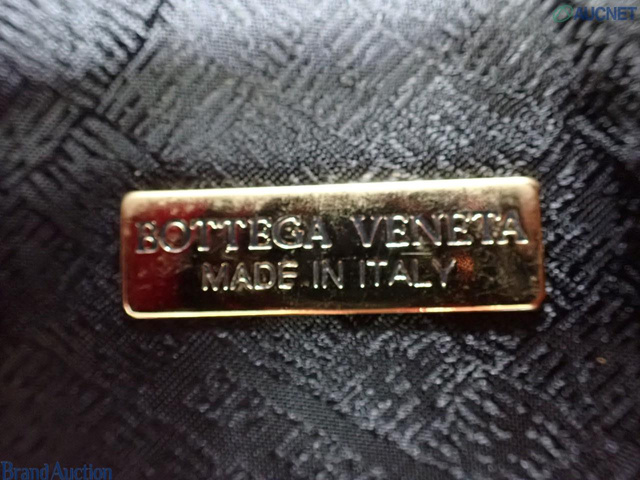 AUCNET
BOTTEGA VENETA
MADE IN ITALY
Brand Auction